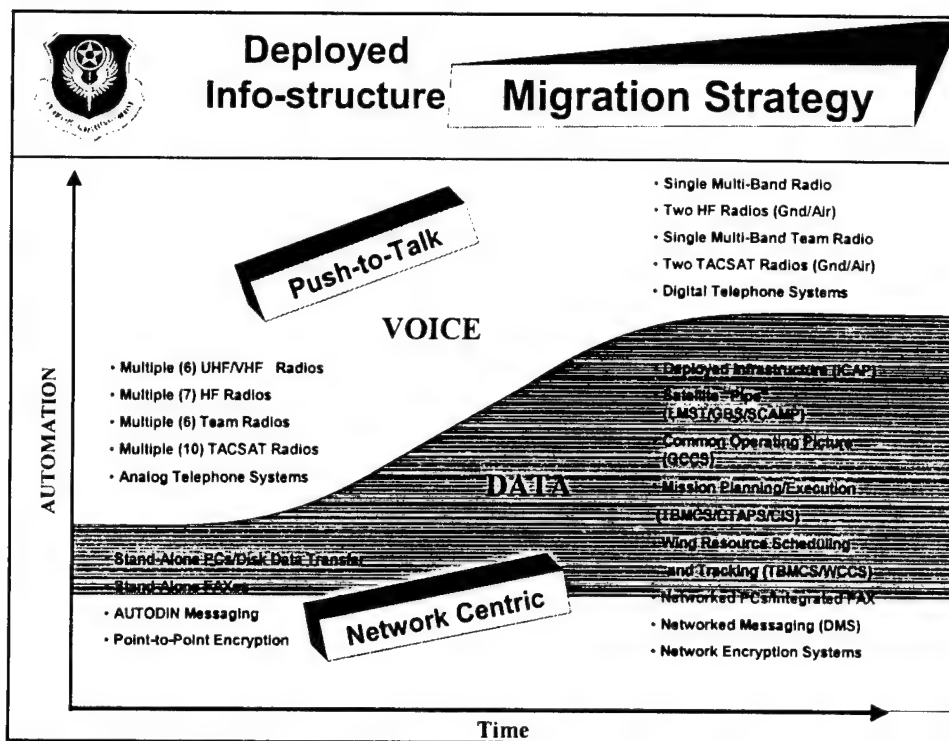 Deployed
Info-structure
Migration Strategy
Push-to-Talk
VOICE
• Single Multi-Band Radio
• Two HF Radios (Gnd/Air)
• Single Multi-Band Team Radio
• Two TACSAT Radios (Gnd/Air)
• Digital Telephone Systems
AUTOMATION
• Multiple (6) UHF/VHF Radios
• Multiple (7) HF Radios
• Multiple (6) Team Radios
• Multiple (10) TACSAT Radios
• Analog Telephone Systems
DATA
• Deployed Infrastructure (ICAP)
• Satellite "Pipe"
(LMST/GBS/SCAMP)
• Common Operating Picture
(GCCS)
• Mission Planning/Execution
(TBMCS/CTAPS/CIS)
• Wing Resource Scheduling
and Tracking (TBMCS/WCCS)
• Networked PCs/Integrated FAX
• Networked Messaging (DMS)
• Network Encryption Systems
• Stand-Alone PCs/Disk Data Transfer
• Stand-Alone FAXes
• AUTODIN Messaging
• Point-to-Point Encryption
Network Centric
Time